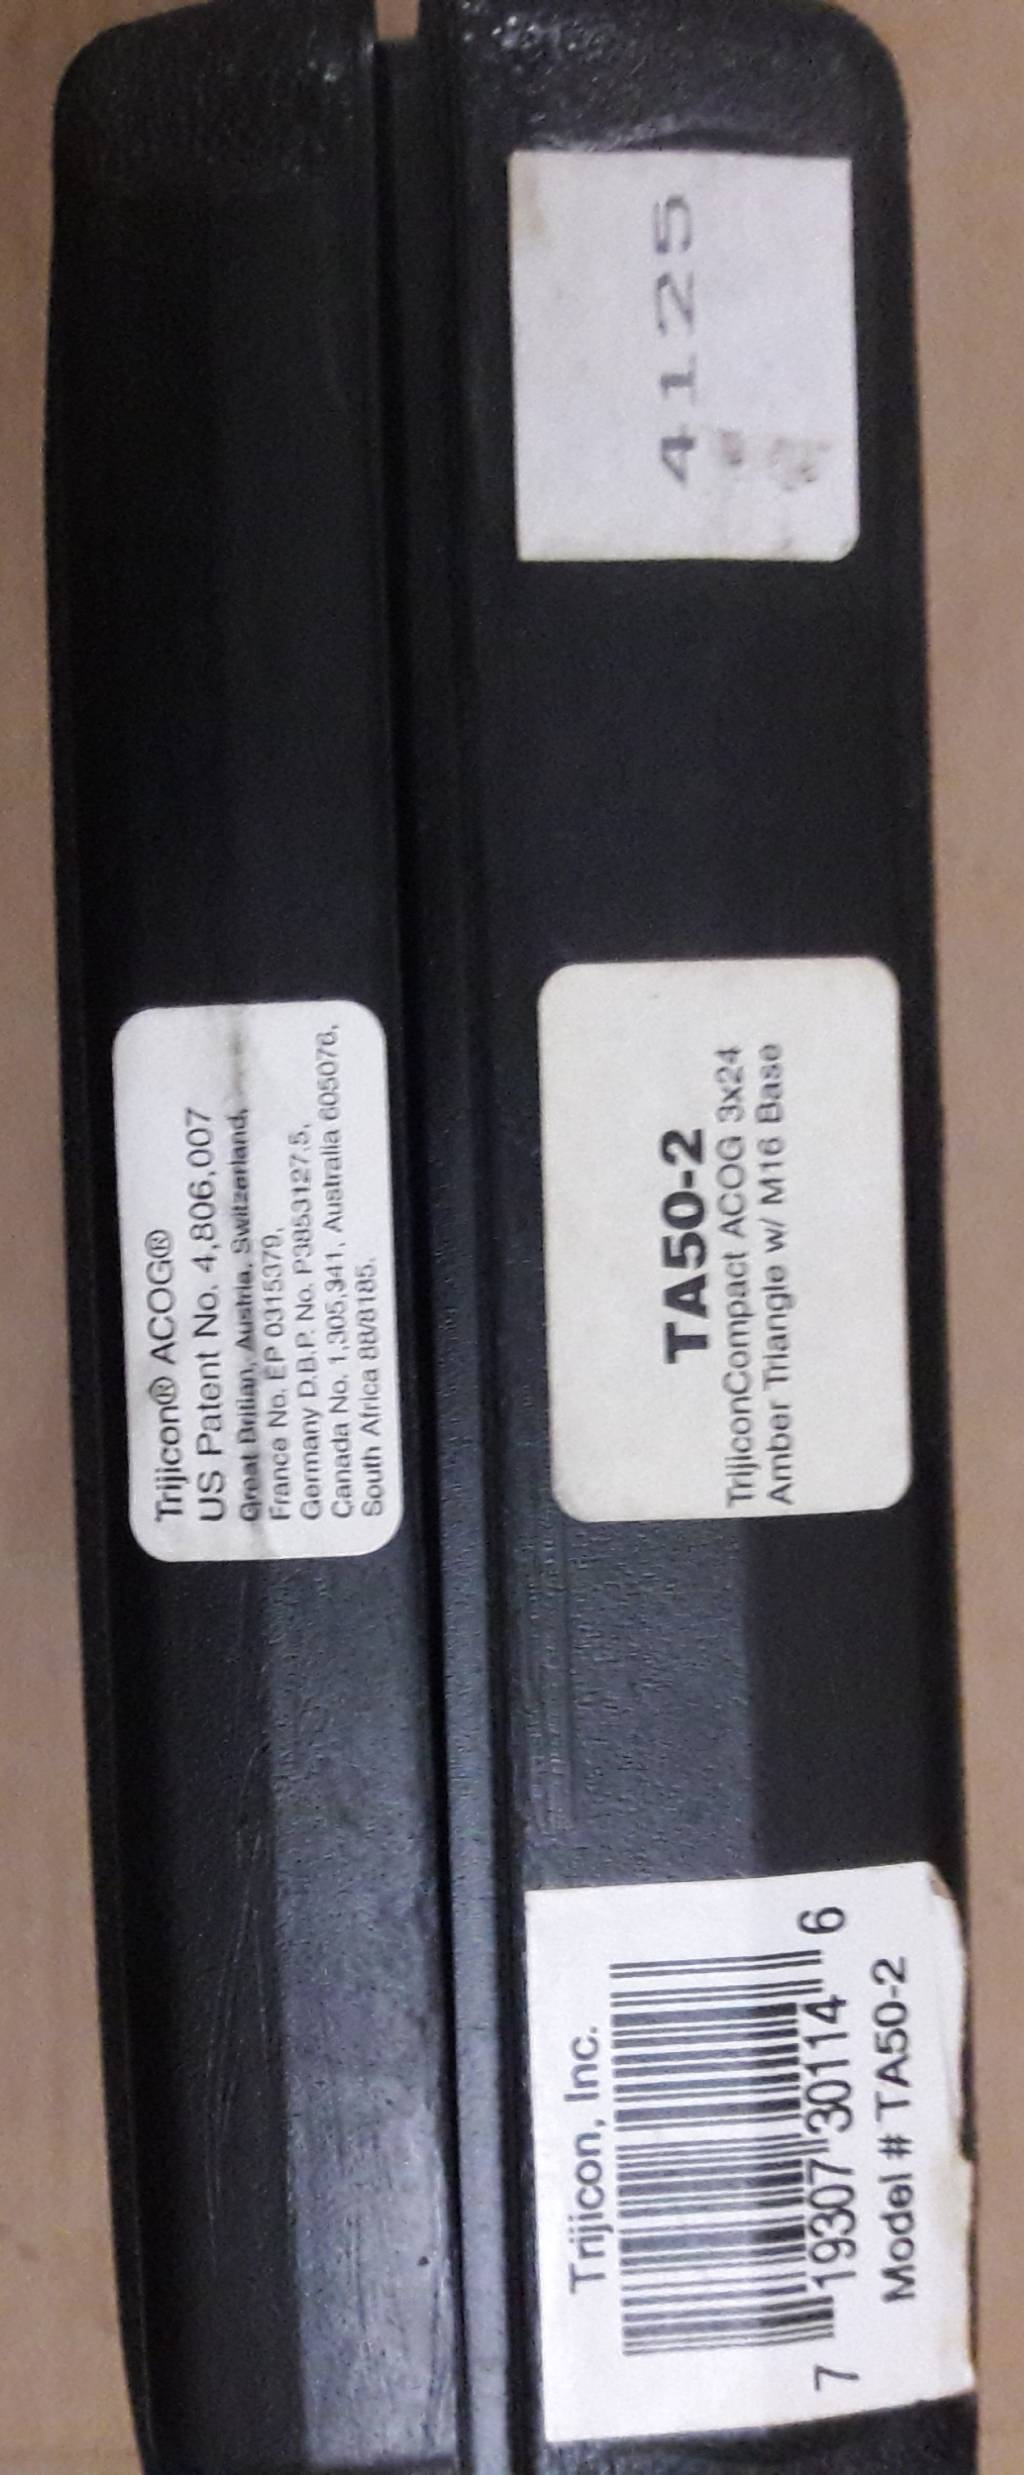 Trijicon® ACOG®
US Patent No. 4,806,007
Great Britian, Austria, Switzerland,
France No. EP 0315379,
Germany D.B.P. No. P3853127.5,
Canada No. 1,305,341, Australia 605076,
South Africa 88/8185.
Trijicon, Inc.
7 19307 30114 6
Model # TA50-2
TA50-2
TrijiconCompact ACOG 3x24
Amber Triangle w/ M16 Base
4125